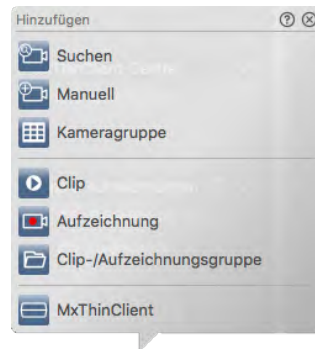 Hinzufügen
Suchen
Manuell
Kameragruppe
Clip
Aufzeichnung
Clip-/Aufzeichnungsgruppe
MxThinClient